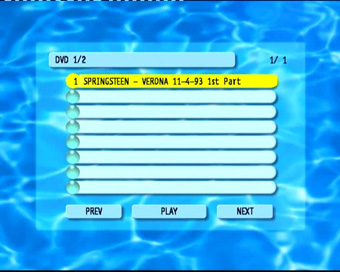 DVD 1/2
1/ 1
1 SPRINGSTEEN - VERONA 11-4-93 1st Part
PREV
PLAY
NEXT